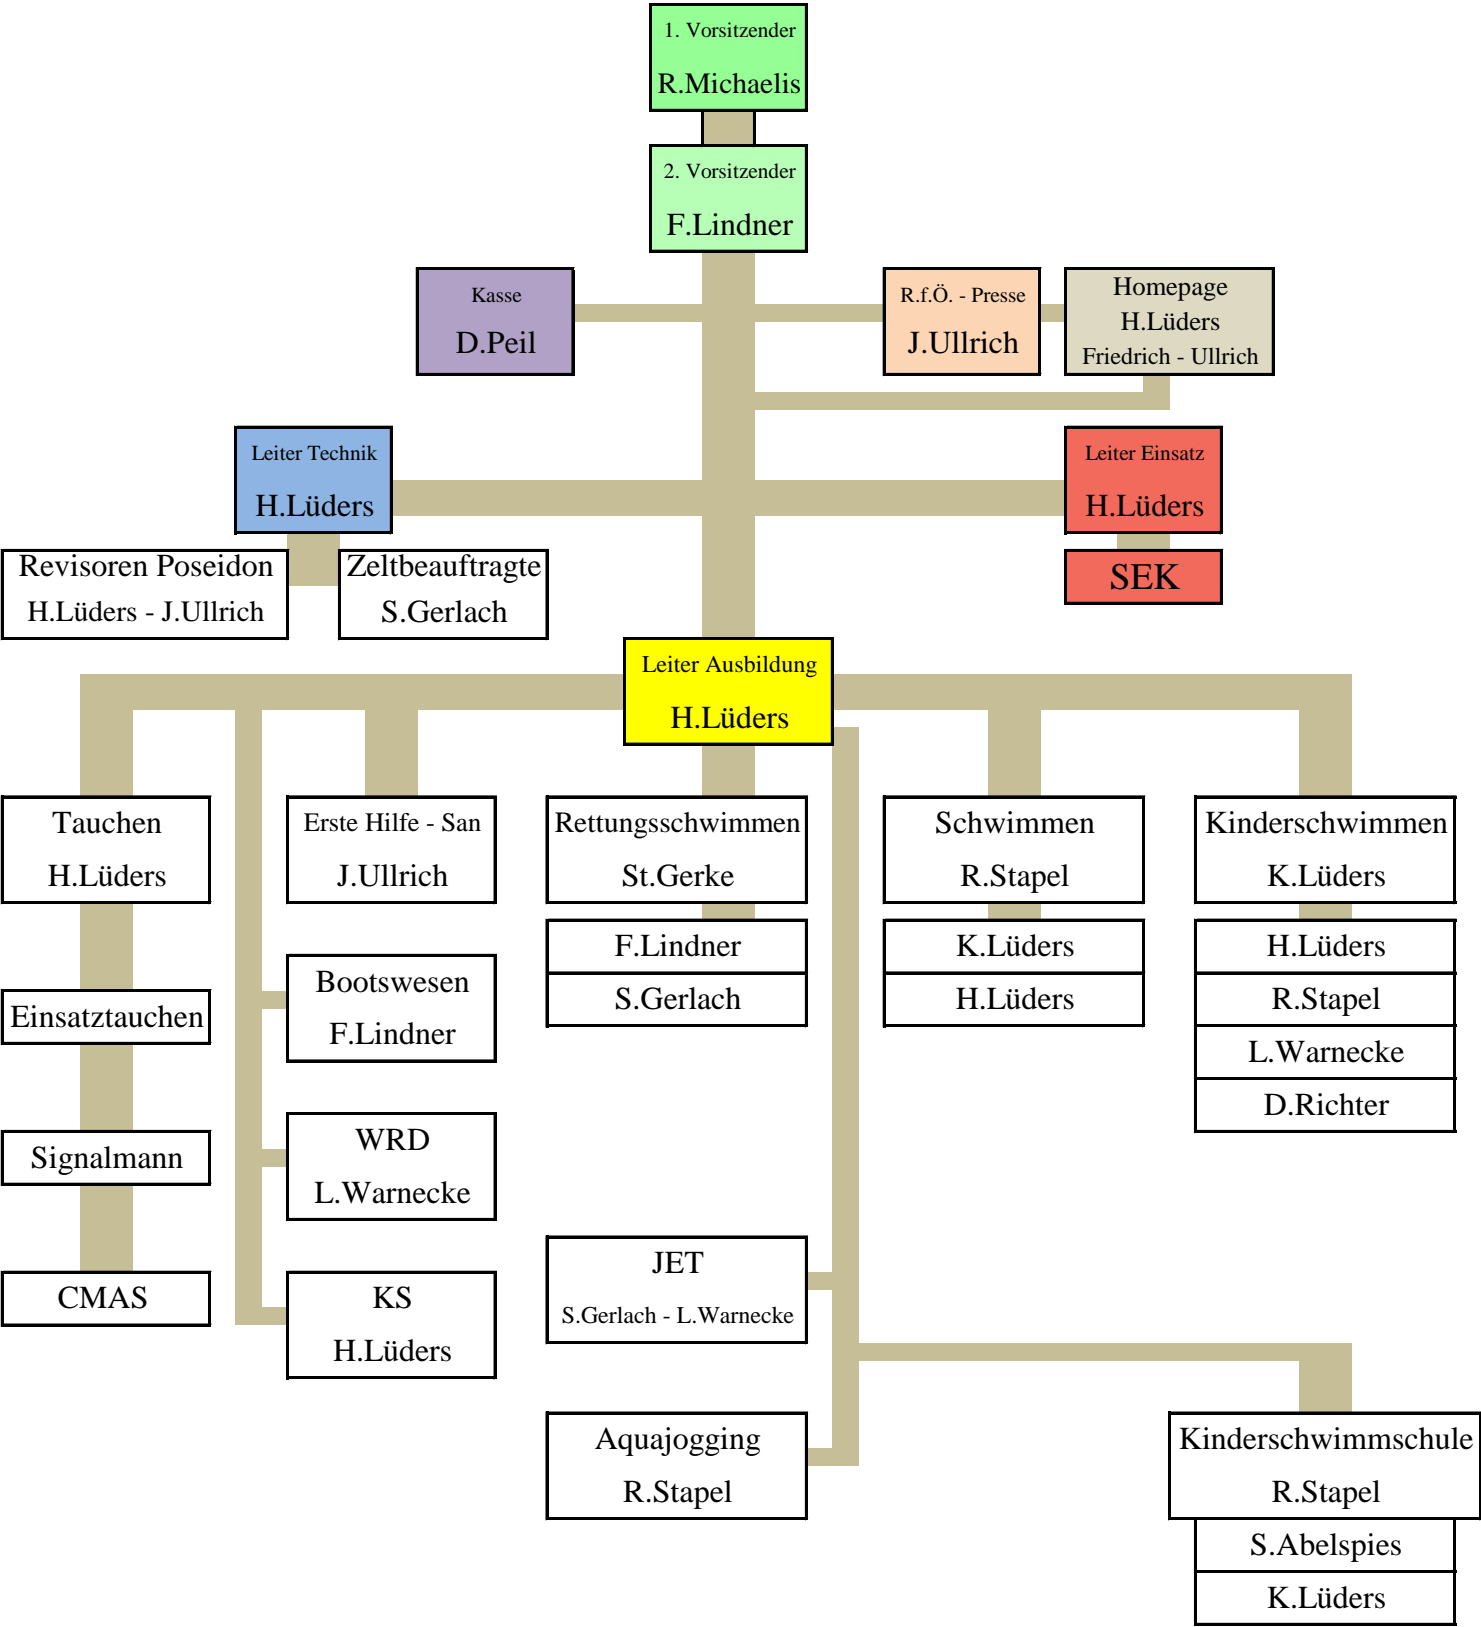 1. Vorsitzender
R.Michaelis
2. Vorsitzender
F.Lindner
Kasse
D.Peil
R.f.Ö. - Presse
J.Ullrich
Homepage
H.Lüders
Friedrich - Ullrich
Leiter Technik
H.Lüders
Leiter Einsatz
H.Lüders
Revisoren Poseidon
H.Lüders - J.Ullrich
Zeltbeauftragte
S.Gerlach
SEK
Leiter Ausbildung
H.Lüders
Tauchen
H.Lüders
Erste Hilfe - San
J.Ullrich
Rettungsschwimmen
St.Gerke
Schwimmen
R.Stapel
Kinderschwimmen
K.Lüders
F.Lindner
S.Gerlach
K.Lüders
H.Lüders
H.Lüders
R.Stapel
L.Warnecke
D.Richter
Einsatztauchen
Bootswesen
F.Lindner
Signalmann
WRD
L.Warnecke
CMAS
KS
H.Lüders
JET
S.Gerlach - L.Warnecke
Aquajogging
R.Stapel
Kinderschwimmschule
R.Stapel
S.Abelspies
K.Lüders